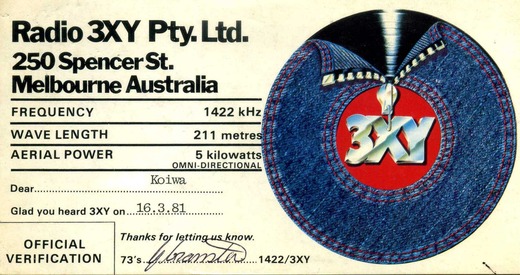 Radio 3XY Pty. Ltd.
250 Spencer St.
Melbourne Australia
FREQUENCY 1422 kHz
WAVE LENGTH 211 metres
AERIAL POWER 5 kilowatts
OMNI-DIRECTIONAL
Dear Koiwa
Glad you heard 3XY on 16.3.81
OFFICIAL
VERIFICATION
Thanks for letting us know.
73's 1422/3XY
3XY